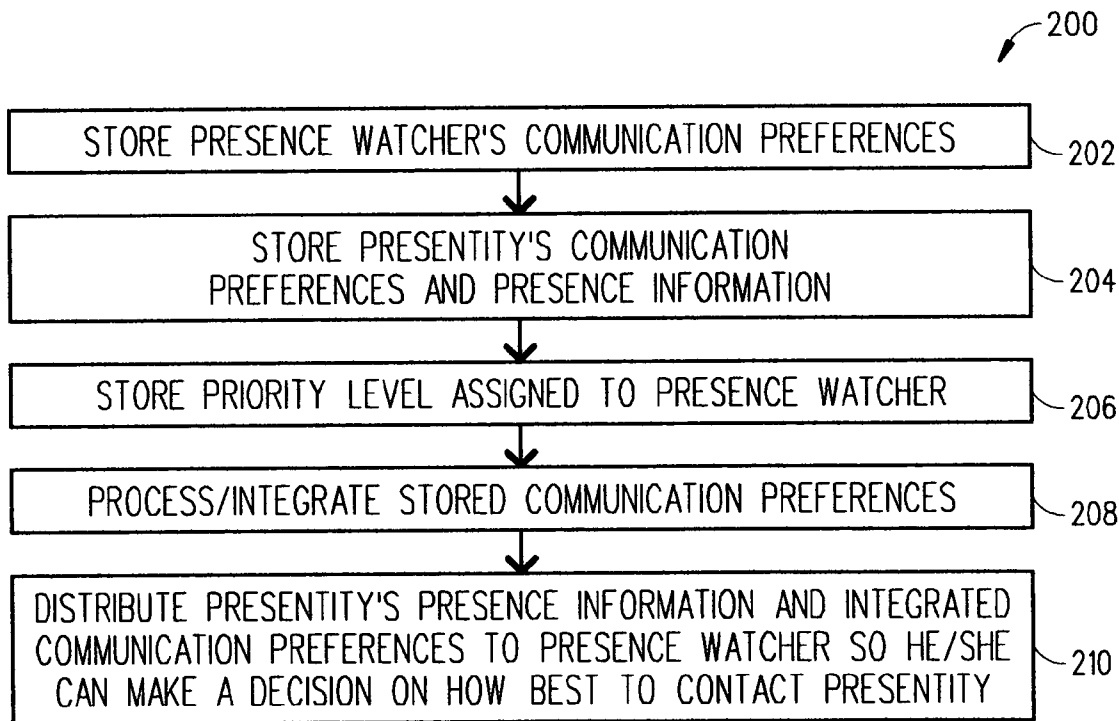 200
STORE PRESENCE WATCHER'S COMMUNICATION PREFERENCES
202
STORE PRESENTITY'S COMMUNICATION
PREFERENCES AND PRESENCE INFORMATION
204
STORE PRIORITY LEVEL ASSIGNED TO PRESENCE WATCHER
206
PROCESS/INTEGRATE STORED COMMUNICATION PREFERENCES
208
DISTRIBUTE PRESENTITY'S PRESENCE INFORMATION AND INTEGRATED
COMMUNICATION PREFERENCES TO PRESENCE WATCHER SO HE/SHE
CAN MAKE A DECISION ON HOW BEST TO CONTACT PRESENTITY
210